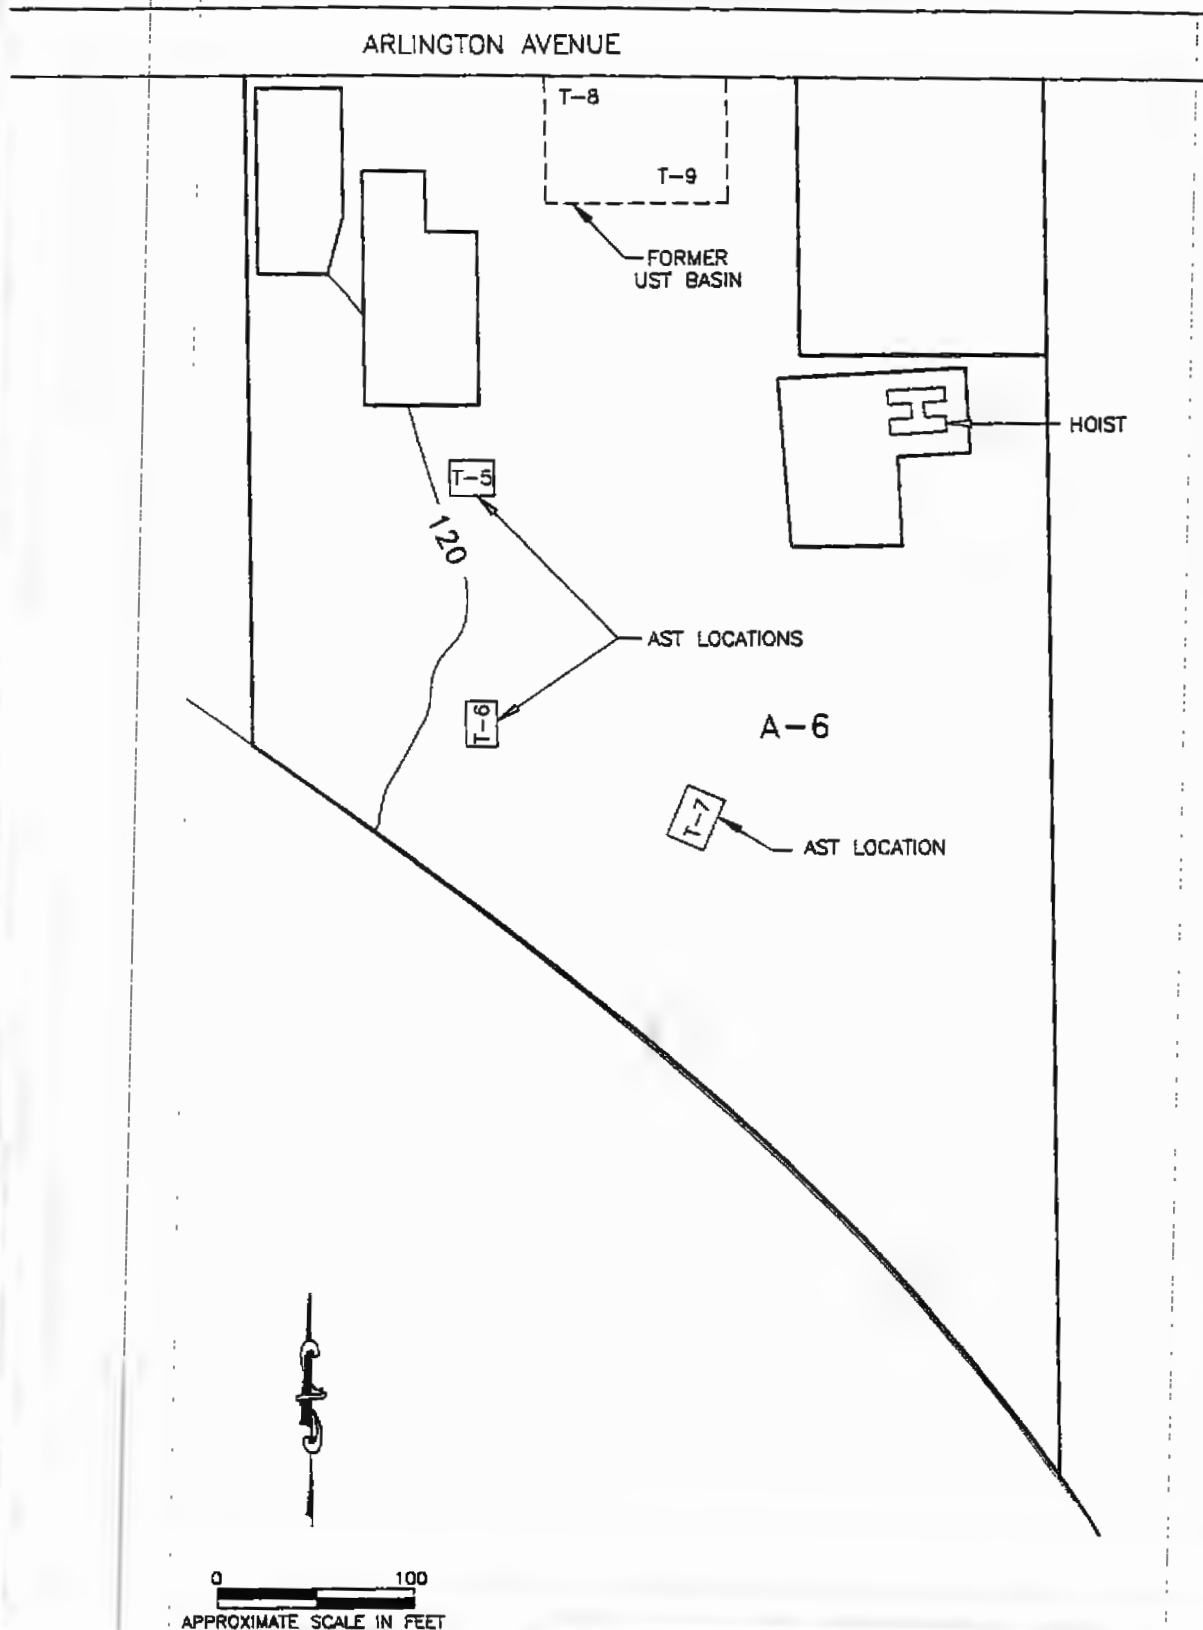 ARLINGTON AVENUE
T-8
T-9
FORMER
UST BASIN
HOIST
T-5
120
AST LOCATIONS
T-6
A-6
T-7
AST LOCATION
0 100
APPROXIMATE SCALE IN FEET